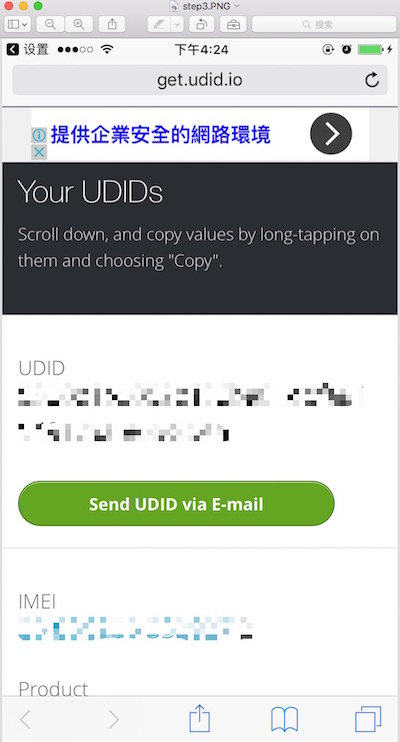 step3.PNG
搜索
设置
下午4:24
get.udid.io
提供企業安全的網路環境
Your UDIDs
Scroll down, and copy values by long-tapping on
them and choosing "Copy".
UDID
Send UDID via E-mail
IMEI
Product